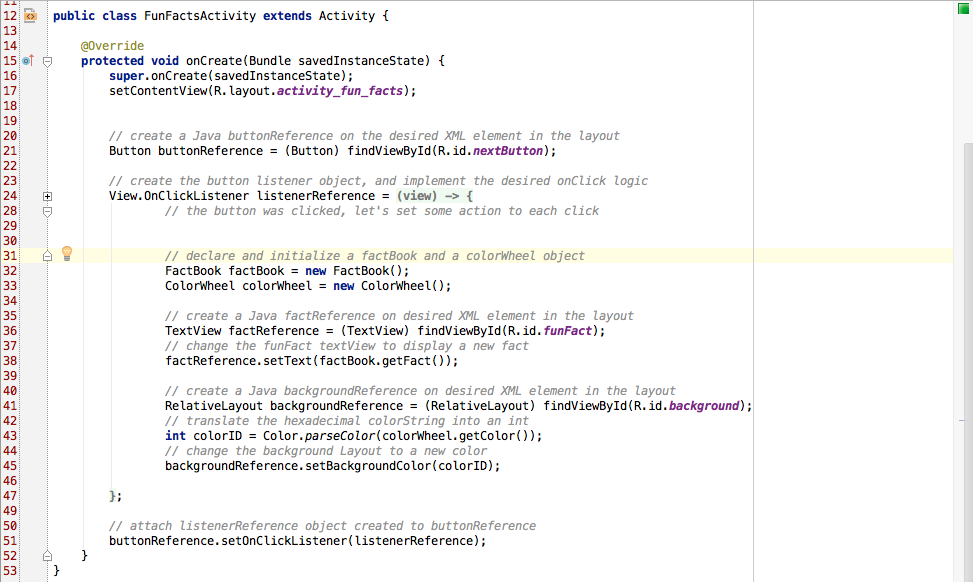 11
12 public class FunFactsActivity extends Activity {
13
14 @Override
15 protected void onCreate(Bundle savedInstanceState) {
16 super.onCreate(savedInstanceState);
17 setContentView(R.layout.activity_fun_facts);
18
19
20 // create a Java buttonReference on the desired XML element in the layout
21 Button buttonReference = (Button) findViewById(R.id.nextButton);
22
23 // create the button listener object, and implement the desired onClick logic
24 View.OnClickListener listenerReference = (view) -> {
28 // the button was clicked, let's set some action to each click
29
30
31 // declare and initialize a factBook and a colorWheel object
32 FactBook factBook = new FactBook();
33 ColorWheel colorWheel = new ColorWheel();
34
35 // create a Java factReference on desired XML element in the layout
36 TextView factReference = (TextView) findViewById(R.id.funFact);
37 // change the funFact textView to display a new fact
38 factReference.setText(factBook.getFact());
39
40 // create a Java backgroundReference on desired XML element in the layout
41 RelativeLayout backgroundReference = (RelativeLayout) findViewById(R.id.background);
42 // translate the hexadecimal colorString into an int
43 int colorID = Color.parseColor(colorWheel.getColor());
44 // change the background Layout to a new color
45 backgroundReference.setBackgroundColor(colorID);
46
47 };
49
50 // attach listenerReference object created to buttonReference
51 buttonReference.setOnClickListener(listenerReference);
52 }
53 }